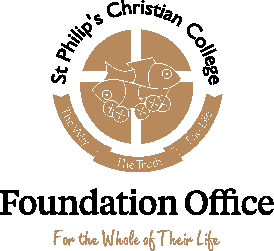 St Philip's Christian College
The Way
The Truth
The Life
Foundation Office
For the Whole of Their Life